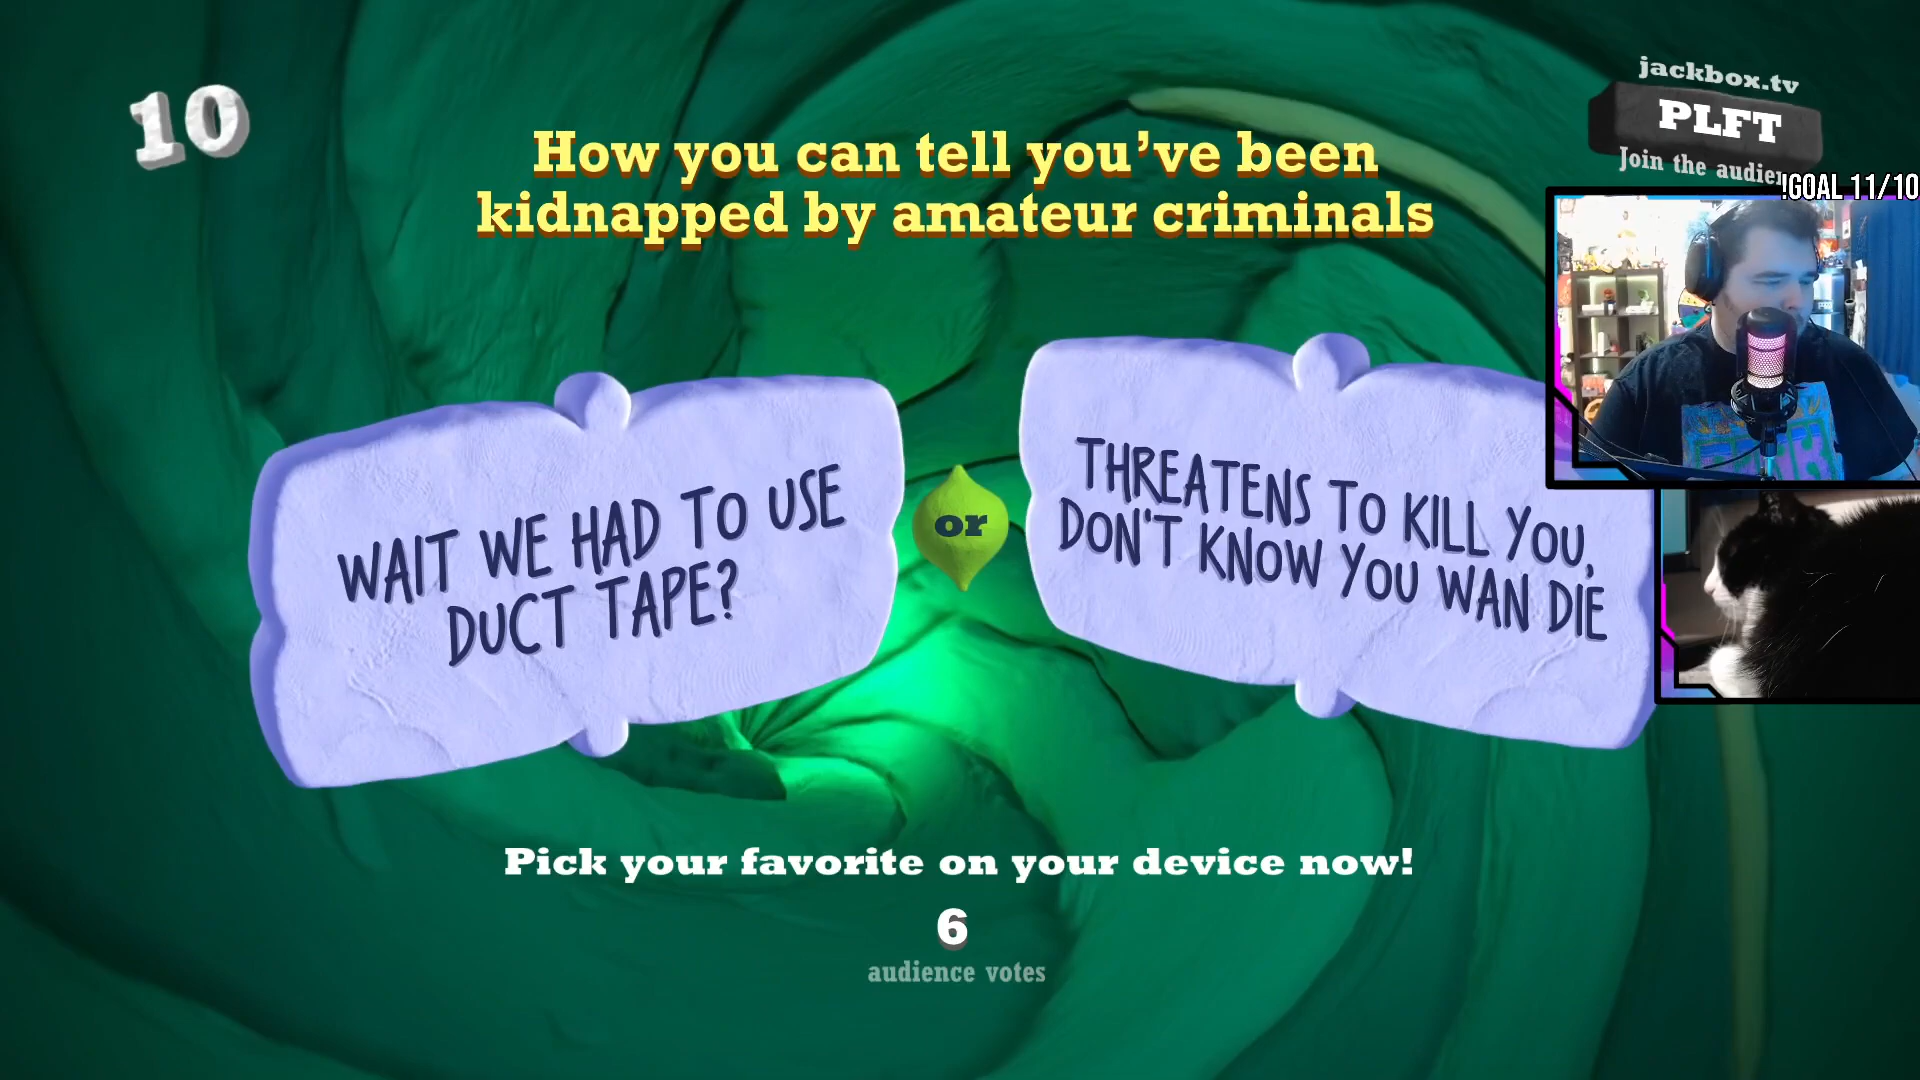 10
jackbox.tv
PLFT
Join the audie
!GOAL 11/10
How you can tell you've been
kidnapped by amateur criminals
WAIT WE HAD TO USE
DUCT TAPE?
or
THREATENS TO KILL YOU,
DON'T KNOW YOU WAN DIE
Pick your favorite on your device now!
6
audience votes